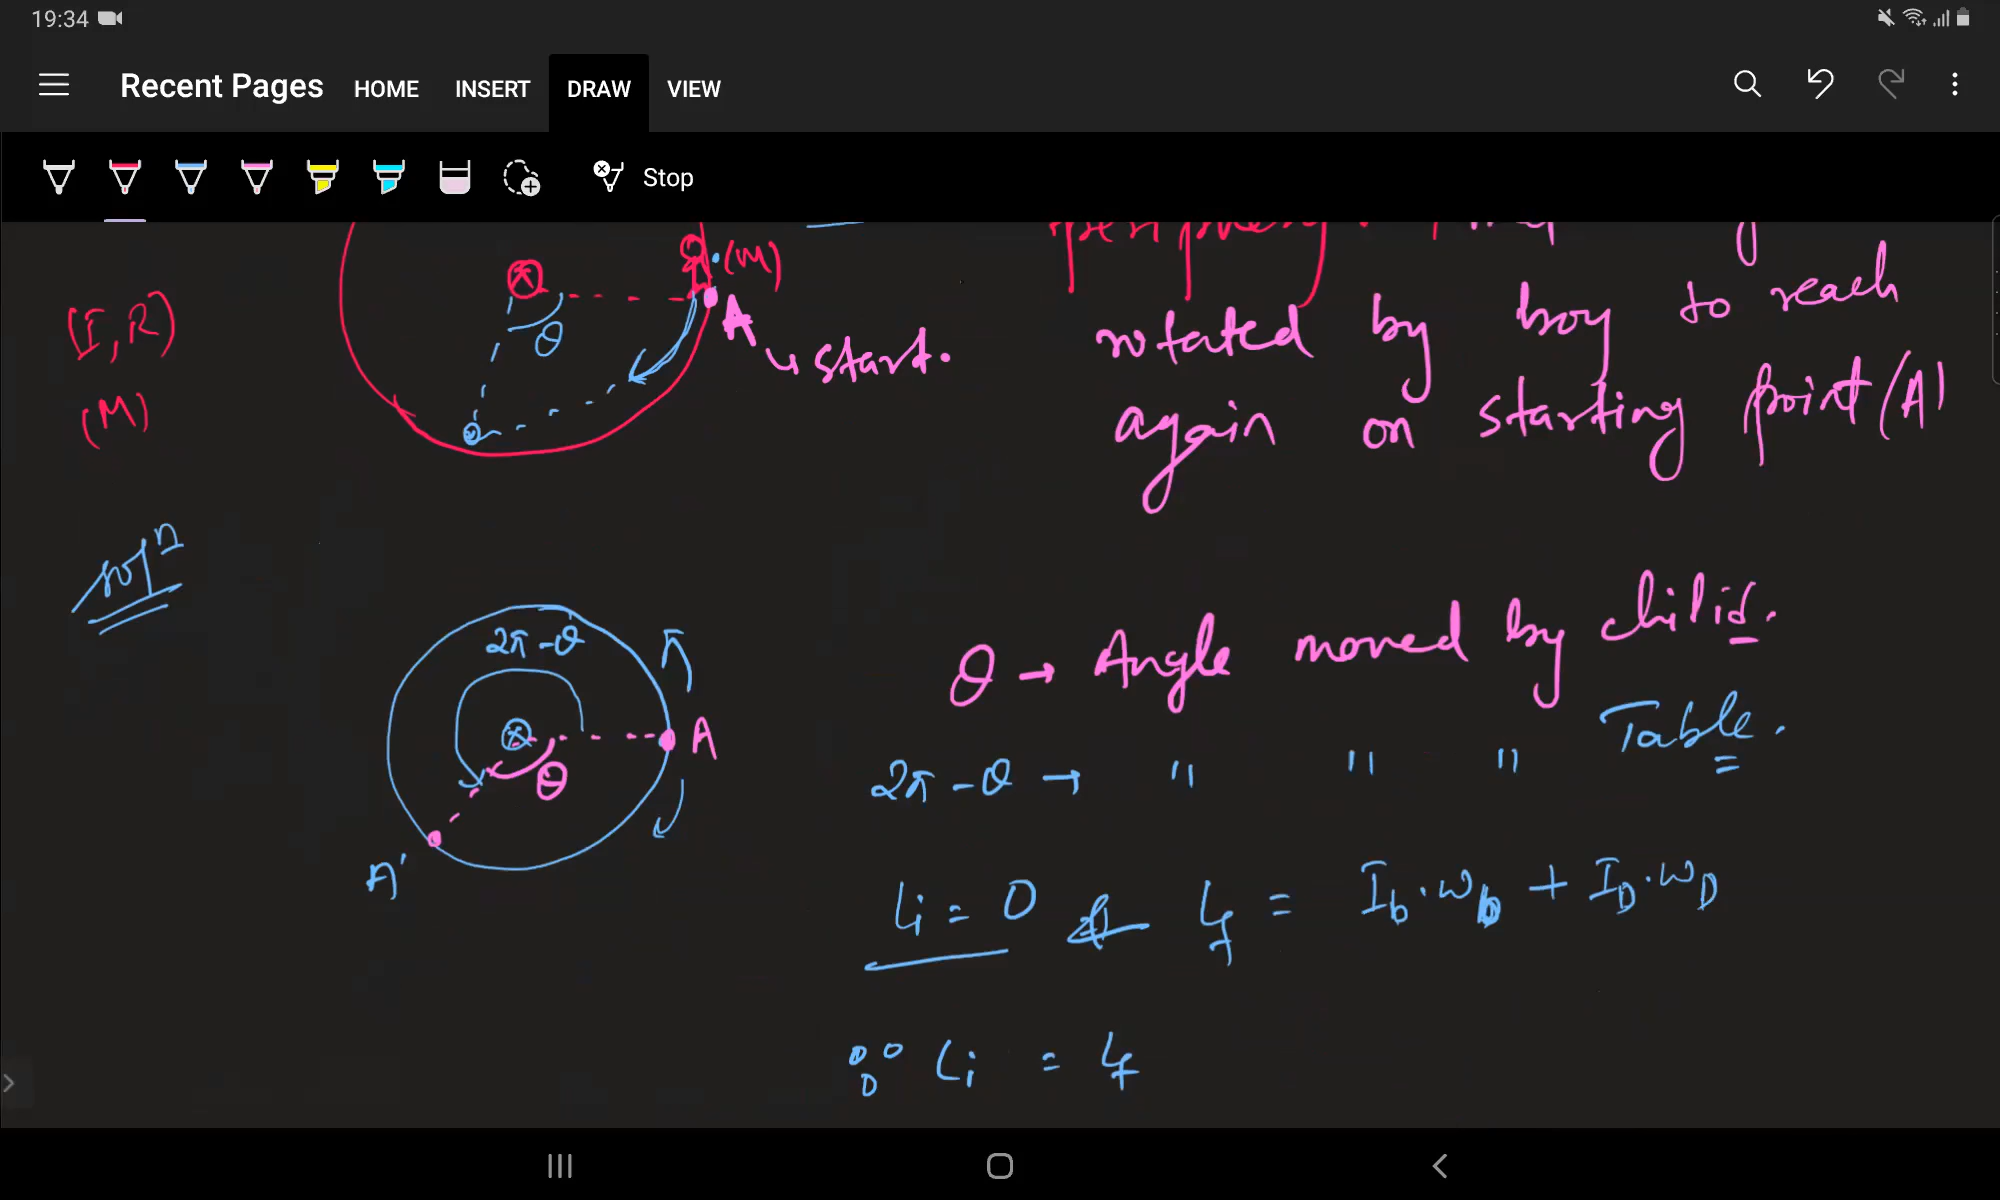 19:34
Recent Pages HOME INSERT DRAW VIEW
Stop
(M)
A
start.
θ
(I, R)
(M)
rotated by boy to reach
again on starting point (A)
solⁿ
2π-θ
A
θ
A'
θ → Angle moved by child.
2π-θ → " " " Table.
Li = 0 & Lf = Ib·ωb + ID·ωD
∴ Li = Lf